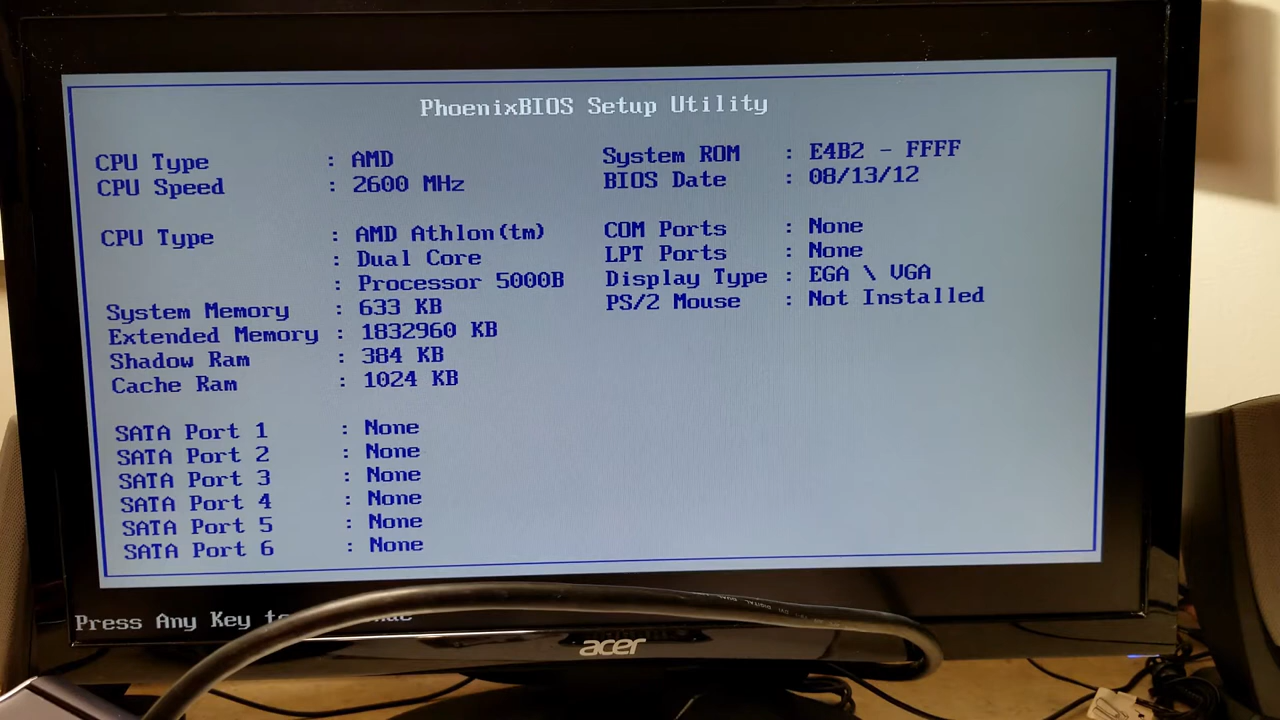 PhoenixBIOS Setup Utility
CPU Type : AMD System ROM : E4B2 - FFFF
CPU Speed : 2600 MHz BIOS Date : 08/13/12
CPU Type : AMD Athlon(tm) COM Ports : None
: Dual Core LPT Ports : None
: Processor 5000B Display Type : EGA \ VGA
System Memory : 633 KB PS/2 Mouse : Not Installed
Extended Memory : 1832960 KB
Shadow Ram : 384 KB
Cache Ram : 1024 KB
SATA Port 1 : None
SATA Port 2 : None
SATA Port 3 : None
SATA Port 4 : None
SATA Port 5 : None
SATA Port 6 : None
Press Any Key
acer